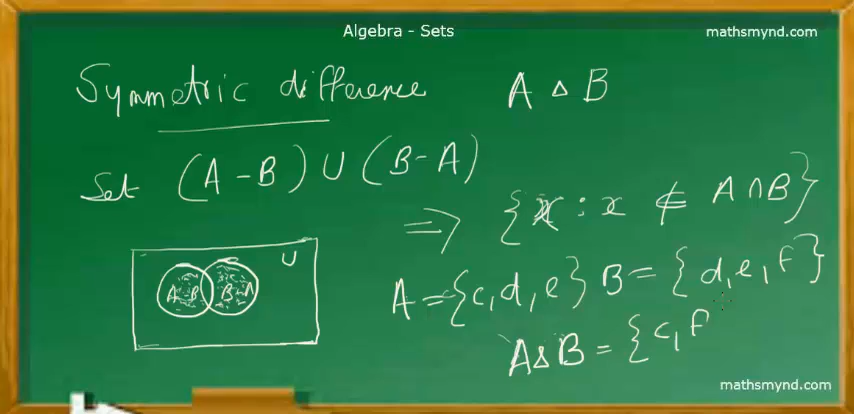 Algebra - Sets
mathsmynd.com
Symmetric difference A Δ B
Set (A - B) ∪ (B - A)
⇒ {x : x ∉ A ∩ B}
U
A-B B-A
A = {c, d, e} B = {d, e, f}
A Δ B = {c, f
mathsmynd.com